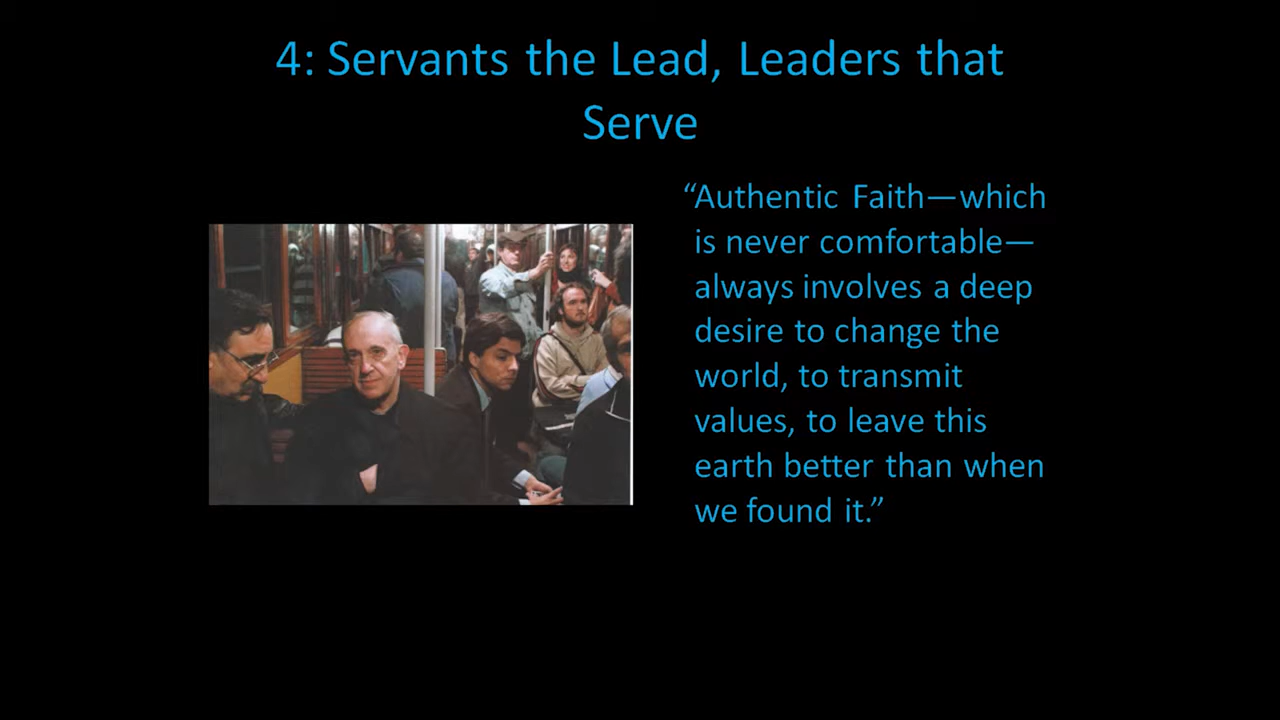 4: Servants the Lead, Leaders that
Serve
“Authentic Faith—which
is never comfortable—
always involves a deep
desire to change the
world, to transmit
values, to leave this
earth better than when
we found it.”